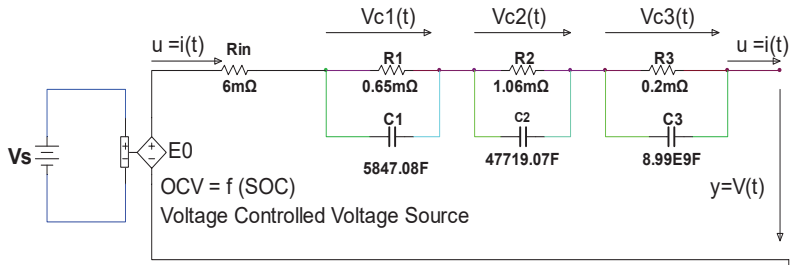 Vc1(t) Vc2(t) Vc3(t)
u =i(t) Rin R1 R2 R3 u =i(t)
6mΩ 0.65mΩ 1.06mΩ 0.2mΩ
C1 C2 C3
Vs + - + - E0
5847.08F 47719.07F 8.99E9F
OCV = f (SOC) y=V(t)
Voltage Controlled Voltage Source